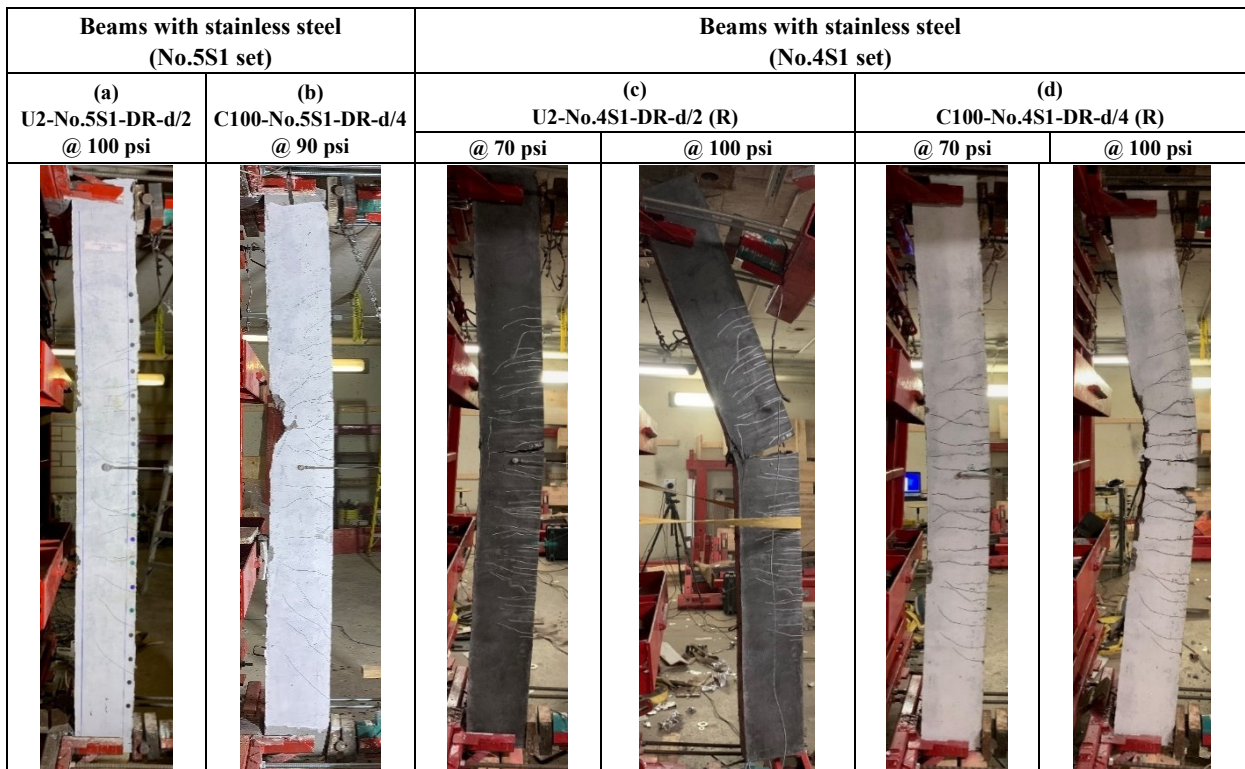 Beams with stainless steel
(No.5S1 set)
Beams with stainless steel
(No.4S1 set)
(a)
U2-No.5S1-DR-d/2
@ 100 psi
(b)
C100-No.5S1-DR-d/4
@ 90 psi
(c)
U2-No.4S1-DR-d/2 (R)
@ 70 psi
@ 100 psi
(d)
C100-No.4S1-DR-d/4 (R)
@ 70 psi
@ 100 psi